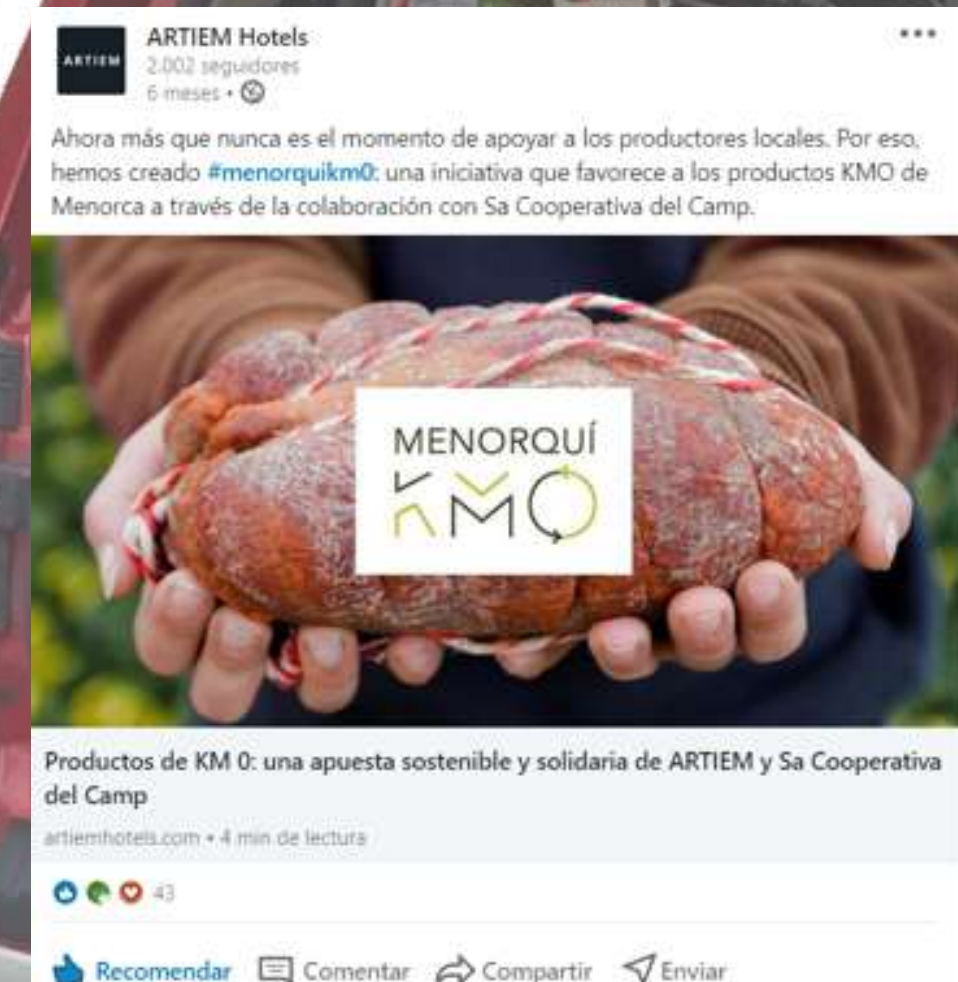 ARTIEM
ARTIEM Hotels
2.002 seguidores
6 meses •
Ahora más que nunca es el momento de apoyar a los productores locales. Por eso,
hemos creado #menorquikm0: una iniciativa que favorece a los productos KM0 de
Menorca a través de la colaboración con Sa Cooperativa del Camp.
MENORQUÍ
KM0
Productos de KM 0: una apuesta sostenible y solidaria de ARTIEM y Sa Cooperativa
del Camp
artiemhotels.com • 4 min de lectura
43
Recomendar Comentar Compartir Enviar